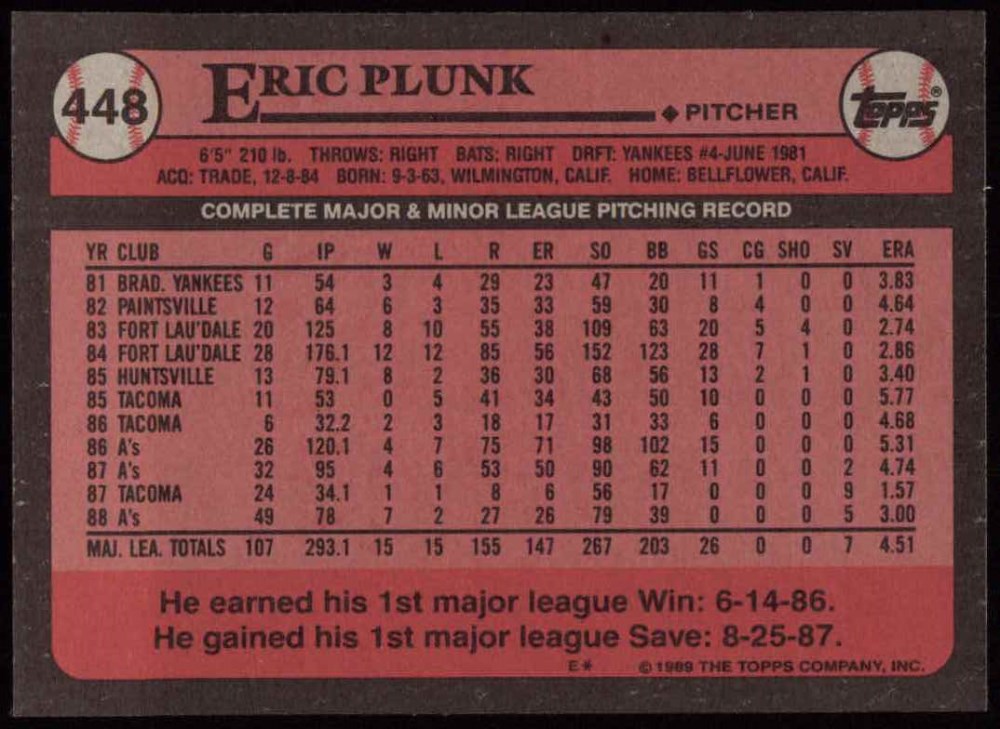 448
ERIC PLUNK
◆ PITCHER
topps®
6'5" 210 lb. THROWS: RIGHT BATS: RIGHT DRFT: YANKEES #4-JUNE 1981
ACQ: TRADE, 12-8-84 BORN: 9-3-63, WILMINGTON, CALIF. HOME: BELLFLOWER, CALIF.
COMPLETE MAJOR & MINOR LEAGUE PITCHING RECORD
YR CLUB G IP W L R ER SO BB GS CG SHO SV ERA
81 BRAD. YANKEES 11 54 3 4 29 23 47 20 11 1 0 0 3.83
82 PAINTSVILLE 12 64 6 3 35 33 59 30 8 4 0 0 4.64
83 FORT LAU'DALE 20 125 8 10 55 38 109 63 20 5 4 0 2.74
84 FORT LAU'DALE 28 176.1 12 12 85 56 152 123 28 7 1 0 2.86
85 HUNTSVILLE 13 79.1 8 2 36 30 68 56 13 2 1 0 3.40
85 TACOMA 11 53 0 5 41 34 43 50 10 0 0 0 5.77
86 TACOMA 6 32.2 2 3 18 17 31 33 6 0 0 0 4.68
86 A's 26 120.1 4 7 75 71 98 102 15 0 0 0 5.31
87 A's 32 95 4 6 53 50 90 62 11 0 0 2 4.74
87 TACOMA 24 34.1 1 1 8 6 56 17 0 0 0 9 1.57
88 A's 49 78 7 2 27 26 79 39 0 0 0 5 3.00
MAJ. LEA. TOTALS 107 293.1 15 15 155 147 267 203 26 0 0 7 4.51
He earned his 1st major league Win: 6-14-86.
He gained his 1st major league Save: 8-25-87.
E* © 1989 THE TOPPS COMPANY, INC.